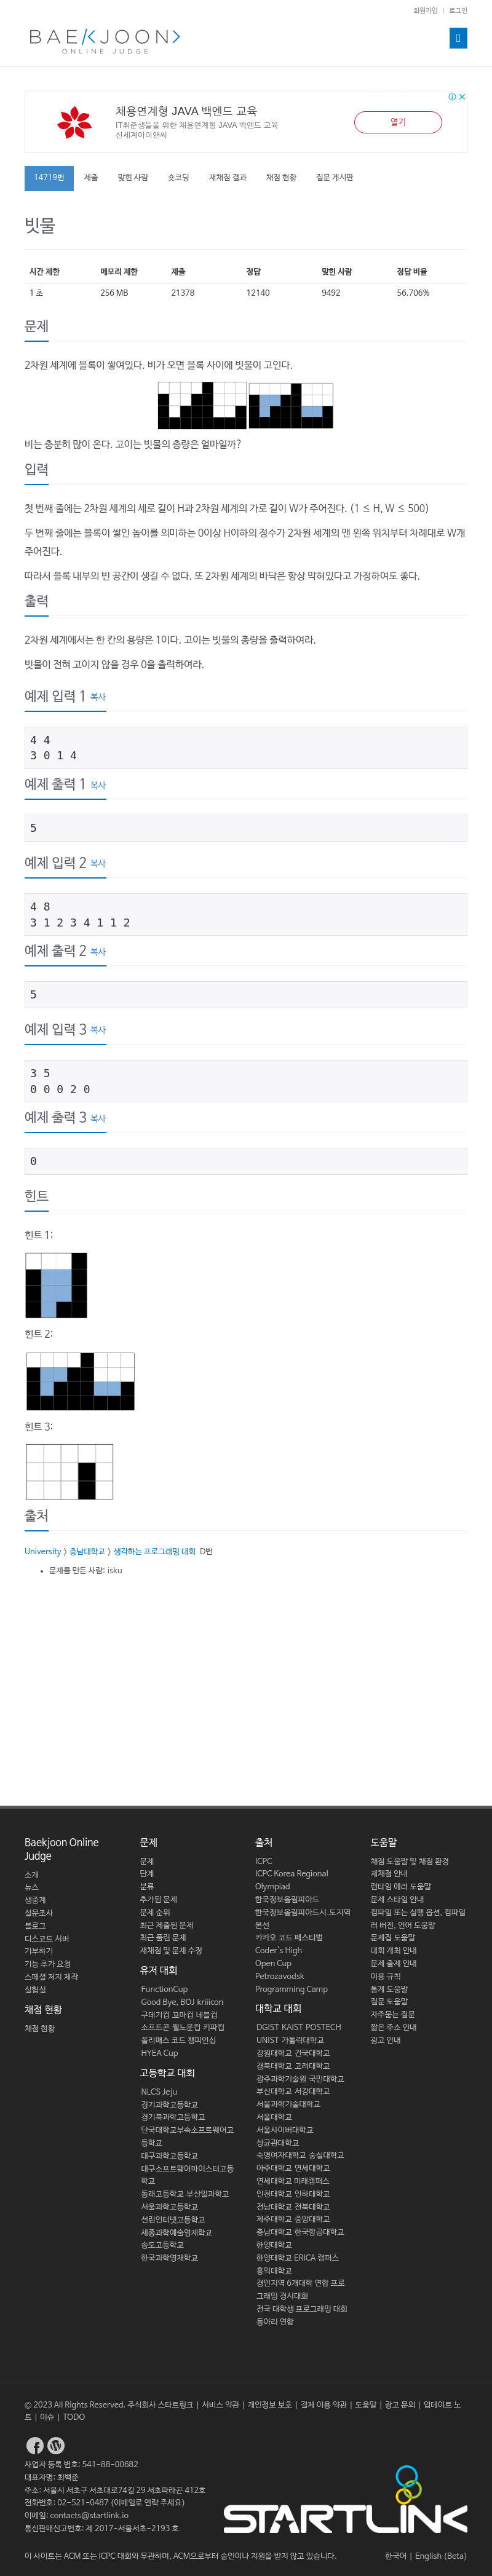 회원가입 | 로그인
BAEKJOON>
ONLINE JUDGE
채용연계형 JAVA 백엔드 교육
IT취준생들을 위한 채용연계형 JAVA 백엔드 교육
신세계아이앤씨
열기
14719번 제출 맞힌 사람 숏코딩 재채점 결과 채점 현황 질문 게시판
빗물
시간 제한 메모리 제한 제출 정답 맞힌 사람 정답 비율
1 초 256 MB 21378 12140 9492 56.706%
문제
2차원 세계에 블록이 쌓여있다. 비가 오면 블록 사이에 빗물이 고인다.
비는 충분히 많이 온다. 고이는 빗물의 총량은 얼마일까?
입력
첫 번째 줄에는 2차원 세계의 세로 길이 H과 2차원 세계의 가로 길이 W가 주어진다. (1 ≤ H, W ≤ 500)
두 번째 줄에는 블록이 쌓인 높이를 의미하는 0이상 H이하의 정수가 2차원 세계의 맨 왼쪽 위치부터 차례대로 W개
주어진다.
따라서 블록 내부의 빈 공간이 생길 수 없다. 또 2차원 세계의 바닥은 항상 막혀있다고 가정하여도 좋다.
출력
2차원 세계에서는 한 칸의 용량은 1이다. 고이는 빗물의 총량을 출력하여라.
빗물이 전혀 고이지 않을 경우 0을 출력하여라.
예제 입력 1 복사
4 4
3 0 1 4
예제 출력 1 복사
5
예제 입력 2 복사
4 8
3 1 2 3 4 1 1 2
예제 출력 2 복사
5
예제 입력 3 복사
3 5
0 0 0 2 0
예제 출력 3 복사
0
힌트
힌트 1:
힌트 2:
힌트 3:
출처
University > 충남대학교 > 생각하는 프로그래밍 대회 D번
• 문제를 만든 사람: isku
Baekjoon Online
Judge
소개
뉴스
생중계
설문조사
블로그
디스코드 서버
기부하기
기능 추가 요청
스페셜 저지 제작
실험실
채점 현황
채점 현황
문제
문제
단계
분류
추가된 문제
문제 순위
최근 제출된 문제
최근 풀린 문제
재채점 및 문제 수정
유저 대회
FunctionCup
Good Bye, BOJ kriiicon
구데기컵 꼬마컵 네블컵
소프트콘 웰노운컵 키파컵
폴리매스 코드 챔피언십
HYEA Cup
고등학교 대회
NLCS Jeju
경기과학고등학교
경기북과학고등학교
단국대학교부속소프트웨어고
등학교
대구과학고등학교
대구소프트웨어마이스터고등
학교
동래고등학교 부산일과학고
서울과학고등학교
선린인터넷고등학교
세종과학예술영재학교
송도고등학교
한국과학영재학교
출처
ICPC
ICPC Korea Regional
Olympiad
한국정보올림피아드
한국정보올림피아드시.도지역
본선
카카오 코드 페스티벌
Coder's High
Open Cup
Petrozavodsk
Programming Camp
대학교 대회
DGIST KAIST POSTECH
UNIST 가톨릭대학교
강원대학교 건국대학교
경북대학교 고려대학교
광주과학기술원 국민대학교
부산대학교 서강대학교
서울과학기술대학교
서울대학교
서울사이버대학교
성균관대학교
숙명여자대학교 숭실대학교
아주대학교 연세대학교
연세대학교 미래캠퍼스
인천대학교 인하대학교
전남대학교 전북대학교
제주대학교 중앙대학교
충남대학교 한국항공대학교
한양대학교
한양대학교 ERICA 캠퍼스
홍익대학교
경인지역 6개대학 연합 프로
그래밍 경시대회
전국 대학생 프로그래밍 대회
동아리 연합
도움말
채점 도움말 및 채점 환경
재채점 안내
런타임 에러 도움말
문제 스타일 안내
컴파일 또는 실행 옵션, 컴파일
러 버전, 언어 도움말
문제집 도움말
대회 개최 안내
문제 출제 안내
이용 규칙
통계 도움말
질문 도움말
자주묻는 질문
짧은 주소 안내
광고 안내
© 2023 All Rights Reserved. 주식회사 스타트링크 | 서비스 약관 | 개인정보 보호 | 결제 이용 약관 | 도움말 | 광고 문의 | 업데이트 노
트 | 이슈 | TODO
사업자 등록 번호: 541-88-00682
대표자명: 최백준
주소: 서울시 서초구 서초대로74길 29 서초파라곤 412호
전화번호: 02-521-0487 (이메일로 연락 주세요)
이메일: contacts@startlink.io
통신판매신고번호: 제 2017-서울서초-2193 호
STARTLINK
이 사이트는 ACM 또는 ICPC 대회와 무관하며, ACM으로부터 승인이나 지원을 받지 않고 있습니다.
한국어 | English (Beta)